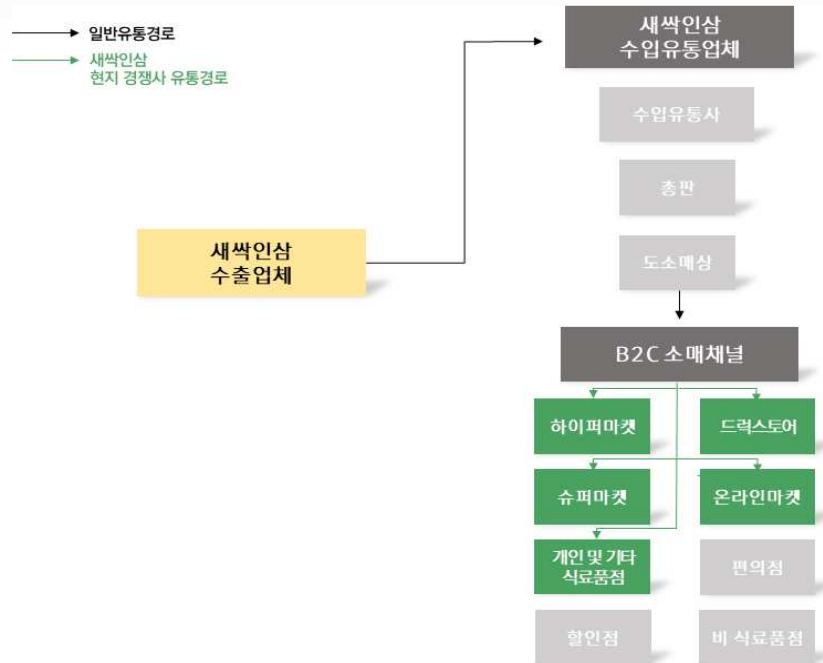 일반유통경로
새싹인삼
현지 경쟁사 유통경로
새싹인삼
수입유통업체
수입유통사
총판
도소매상
새싹인삼
수출업체
B2C 소매채널
하이퍼마켓
드럭스토어
슈퍼마켓
온라인마켓
개인 및 기타
식료품점
편의점
할인점
비 식료품점